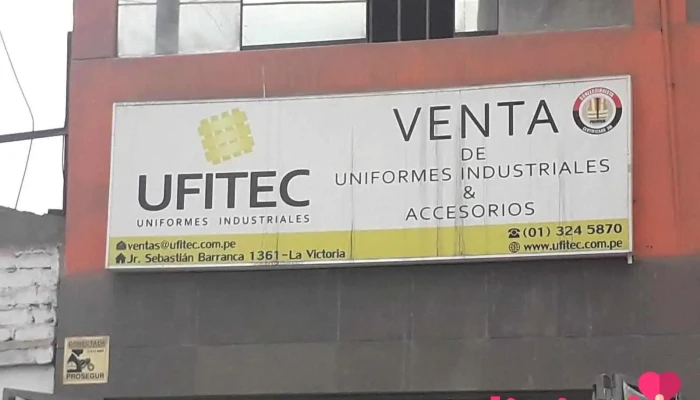 UFITEC
UNIFORMES INDUSTRIALES
VENTA
DE
UNIFORMES INDUSTRIALES
&
ACCESORIOS
ventas@ufitec.com.pe
Jr. Sebastián Barranca 1361-La Victoria
(01) 324 5870
www.ufitec.com.pe
CONECTADA
PROSEGUR